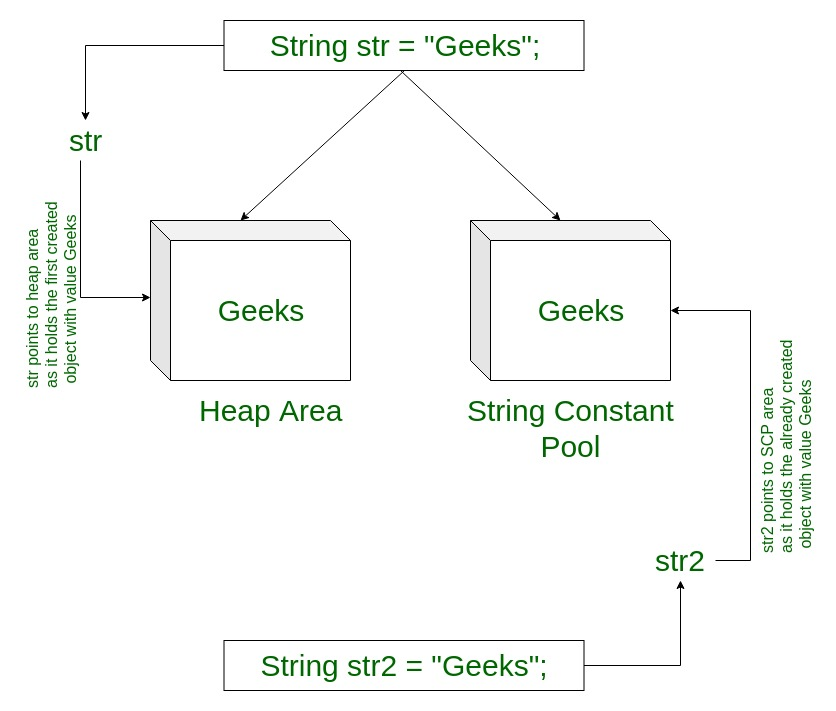 String str = "Geeks";
str
str points to heap area
as it holds the first created
object with value Geeks
Geeks
Geeks
Heap Area
String Constant
Pool
str2 points to SCP area
as it holds the already created
object with value Geeks
str2
String str2 = "Geeks";